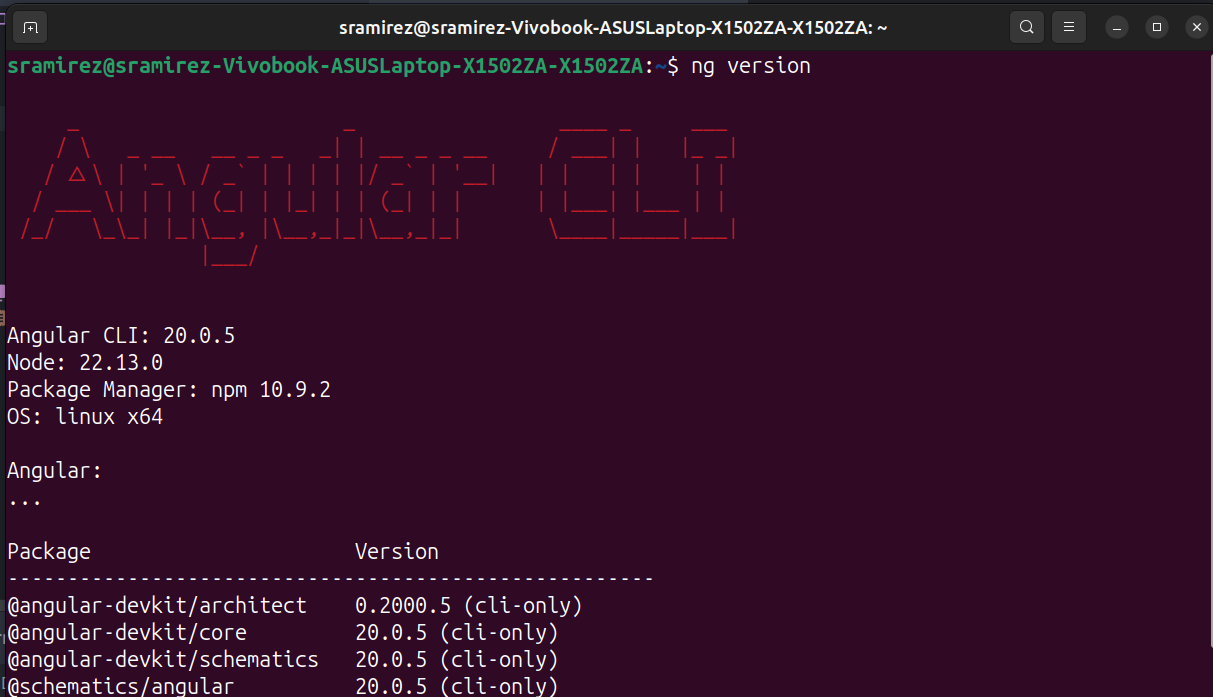 sramirez@sramirez-Vivobook-ASUSLaptop-X1502ZA-X1502ZA: ~
sramirez@sramirez-Vivobook-ASUSLaptop-X1502ZA-X1502ZA:~$ ng version
Angular CLI
Angular CLI: 20.0.5
Node: 22.13.0
Package Manager: npm 10.9.2
OS: linux x64
Angular:
...
Package Version
------------------------------------------------------
@angular-devkit/architect 0.2000.5 (cli-only)
@angular-devkit/core 20.0.5 (cli-only)
@angular-devkit/schematics 20.0.5 (cli-only)
@schematics/angular 20.0.5 (cli-only)